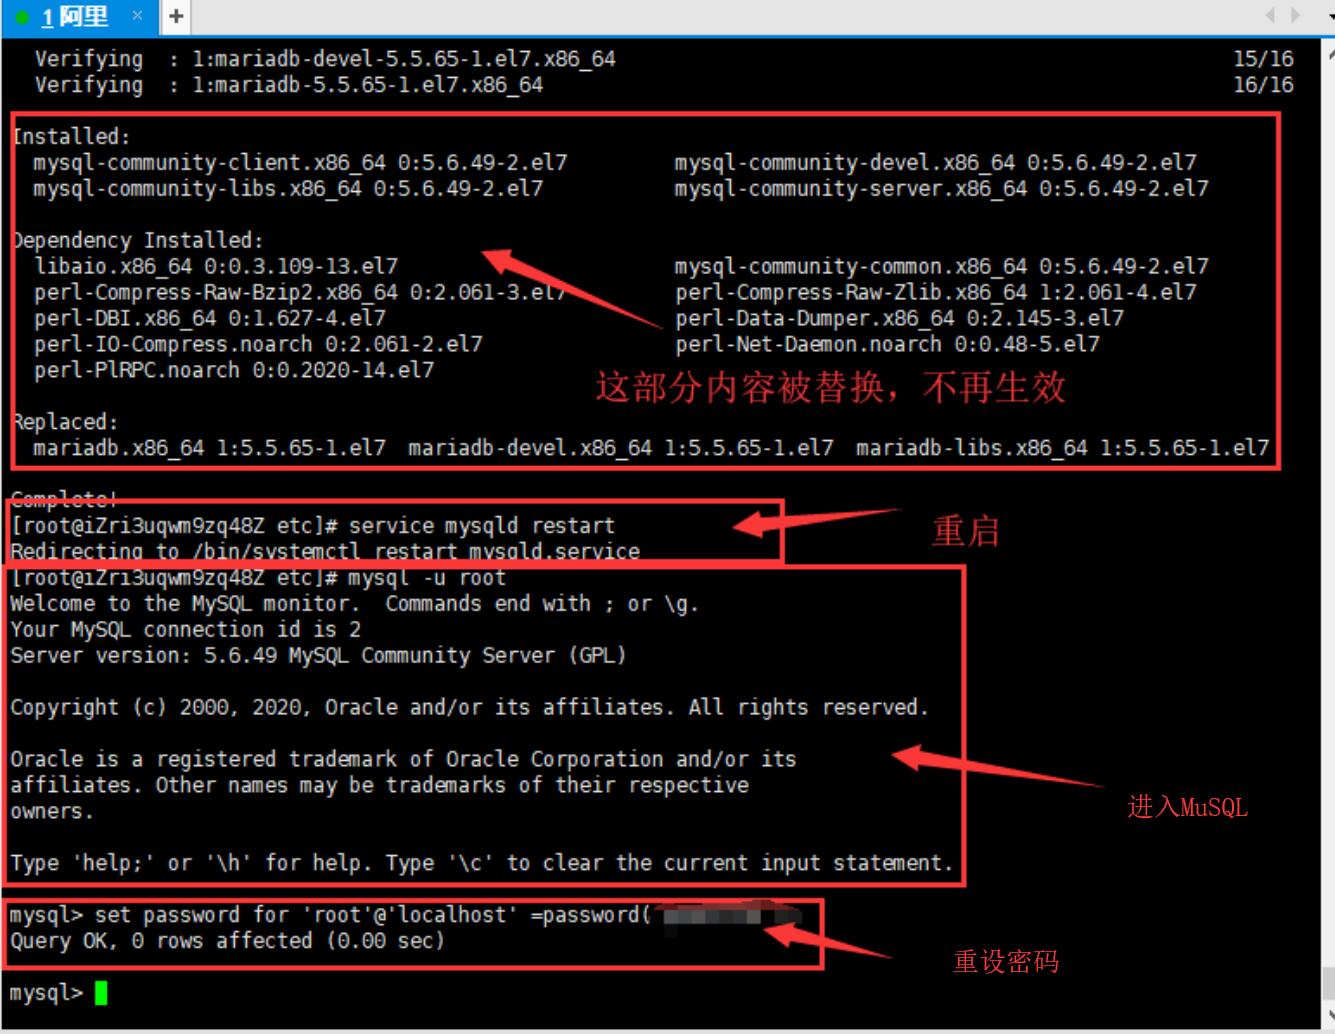 1 阿里 × +
Verifying : 1:mariadb-devel-5.5.65-1.el7.x86_64 15/16
Verifying : 1:mariadb-5.5.65-1.el7.x86_64 16/16
Installed:
mysql-community-client.x86_64 0:5.6.49-2.el7 mysql-community-devel.x86_64 0:5.6.49-2.el7
mysql-community-libs.x86_64 0:5.6.49-2.el7 mysql-community-server.x86_64 0:5.6.49-2.el7
Dependency Installed:
libaio.x86_64 0:0.3.109-13.el7 mysql-community-common.x86_64 0:5.6.49-2.el7
perl-Compress-Raw-Bzip2.x86_64 0:2.061-3.el7 perl-Compress-Raw-Zlib.x86_64 1:2.061-4.el7
perl-DBI.x86_64 0:1.627-4.el7 perl-Data-Dumper.x86_64 0:2.145-3.el7
perl-IO-Compress.noarch 0:2.061-2.el7 perl-Net-Daemon.noarch 0:0.48-5.el7
perl-PlRPC.noarch 0:0.2020-14.el7
这部分内容被替换，不再生效
Replaced:
mariadb.x86_64 1:5.5.65-1.el7 mariadb-devel.x86_64 1:5.5.65-1.el7 mariadb-libs.x86_64 1:5.5.65-1.el7
Complete!
[root@iZri3uqwm9zq48Z etc]# service mysqld restart
重启
Redirecting to /bin/systemctl restart mysqld.service
[root@iZri3uqwm9zq48Z etc]# mysql -u root
Welcome to the MySQL monitor.  Commands end with ; or \g.
Your MySQL connection id is 2
Server version: 5.6.49 MySQL Community Server (GPL)
Copyright (c) 2000, 2020, Oracle and/or its affiliates. All rights reserved.
Oracle is a registered trademark of Oracle Corporation and/or its
affiliates. Other names may be trademarks of their respective
owners.
进入MuSQL
Type 'help;' or '\h' for help. Type '\c' to clear the current input statement.
mysql> set password for 'root'@'localhost' =password(
Query OK, 0 rows affected (0.00 sec)
重设密码
mysql>